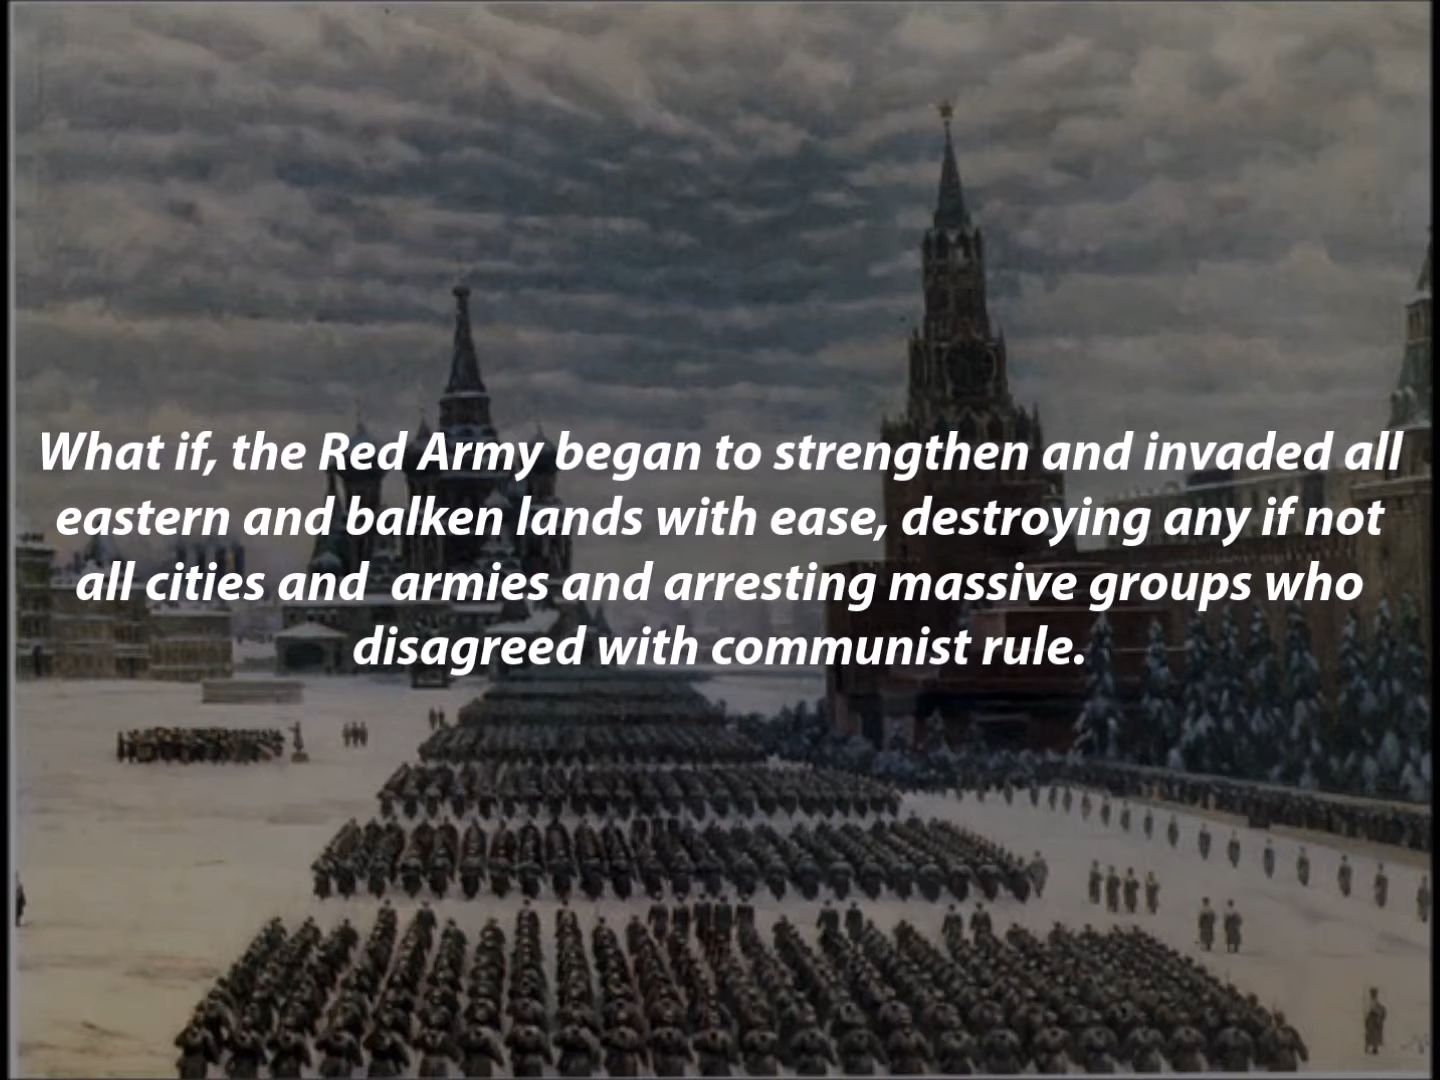 What if, the Red Army began to strengthen and invaded all
eastern and balken lands with ease, destroying any if not
all cities and  armies and arresting massive groups who
disagreed with communist rule.